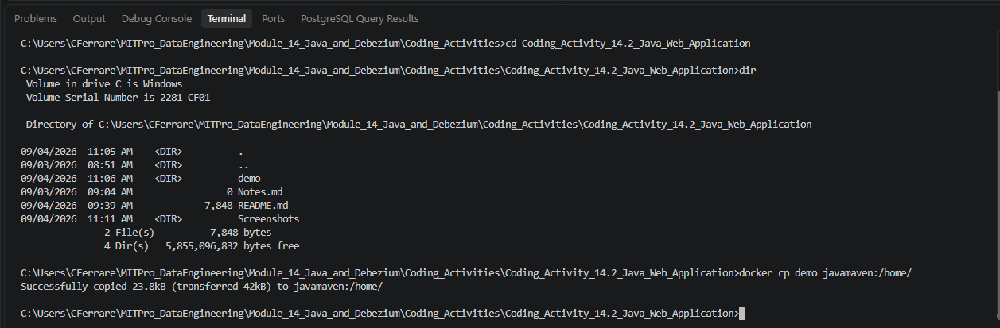 Problems Output Debug Console Terminal Ports PostgreSQL Query Results
C:\Users\CFerrare\MITPro_DataEngineering\Module_14_Java_and_Debezium\Coding_Activities>cd Coding_Activity_14.2_Java_Web_Application
C:\Users\CFerrare\MITPro_DataEngineering\Module_14_Java_and_Debezium\Coding_Activities\Coding_Activity_14.2_Java_Web_Application>dir
Volume in drive C is Windows
Volume Serial Number is 2281-CF01
Directory of C:\Users\CFerrare\MITPro_DataEngineering\Module_14_Java_and_Debezium\Coding_Activities\Coding_Activity_14.2_Java_Web_Application
09/04/2026 11:05 AM <DIR> .
09/03/2026 08:51 AM <DIR> ..
09/04/2026 11:06 AM <DIR> demo
09/03/2026 09:04 AM 0 Notes.md
09/04/2026 09:39 AM 7,848 README.md
09/04/2026 11:11 AM <DIR> Screenshots
2 File(s) 7,848 bytes
4 Dir(s) 5,855,096,832 bytes free
C:\Users\CFerrare\MITPro_DataEngineering\Module_14_Java_and_Debezium\Coding_Activities\Coding_Activity_14.2_Java_Web_Application>docker cp demo javamaven:/home/
Successfully copied 23.8kB (transferred 42kB) to javamaven:/home/
C:\Users\CFerrare\MITPro_DataEngineering\Module_14_Java_and_Debezium\Coding_Activities\Coding_Activity_14.2_Java_Web_Application>